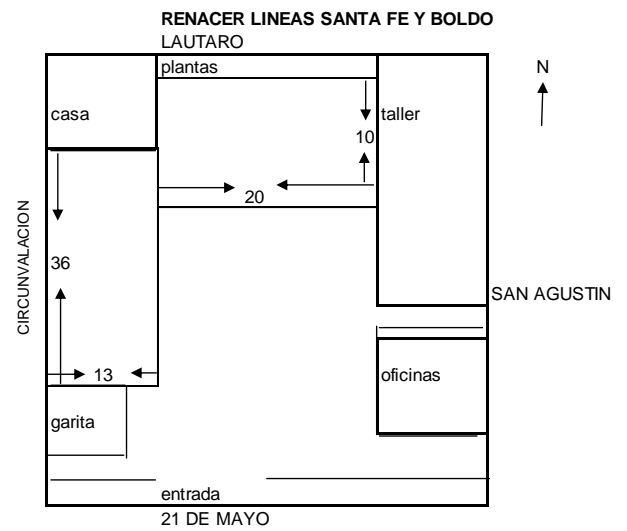 RENACER LINEAS SANTA FE Y BOLDO
LAUTARO
plantas
N
casa
taller
10
20
CIRCUNVALACION
36
SAN AGUSTIN
13
oficinas
garita
entrada
21 DE MAYO